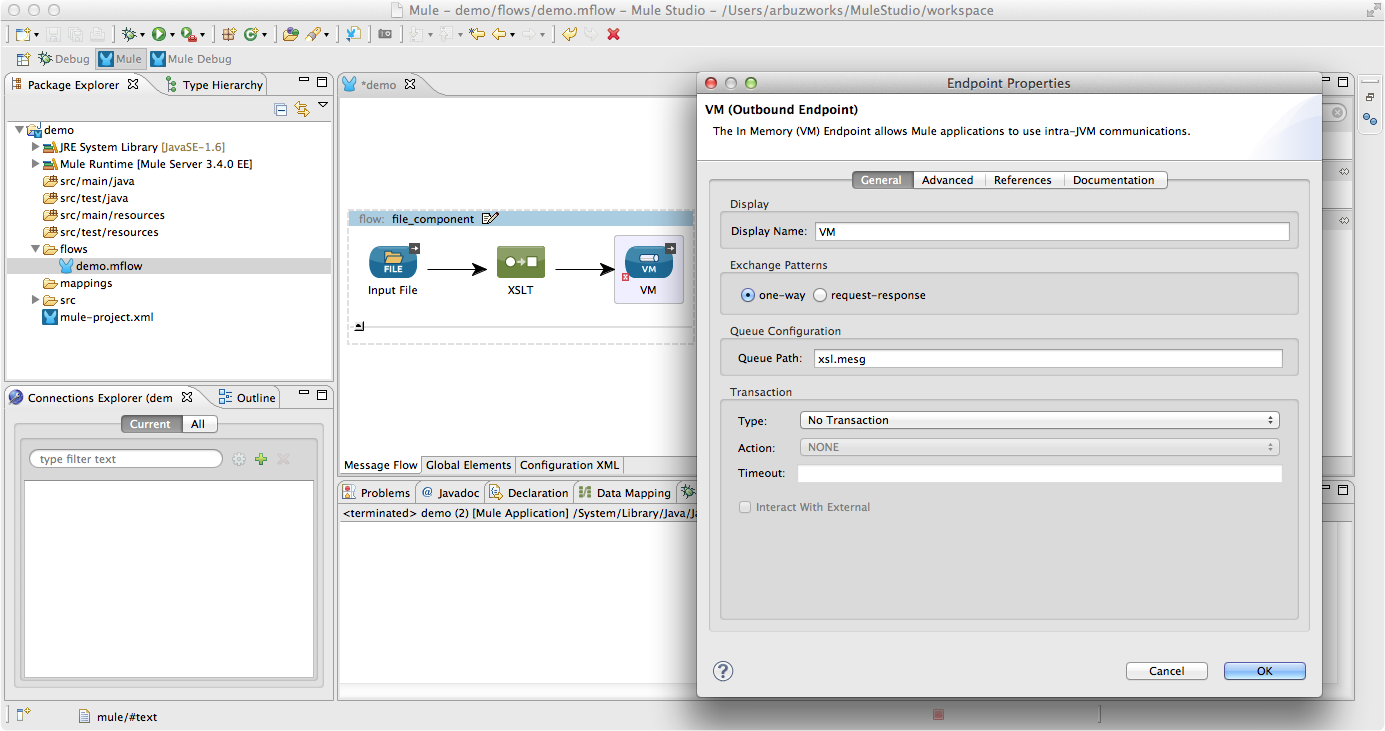 Mule – demo/flows/demo.mflow – Mule Studio – /Users/arbuzworks/MuleStudio/workspace
Debug Mule Mule Debug
Package Explorer Type Hierarchy
demo
JRE System Library [JavaSE-1.6]
Mule Runtime [Mule Server 3.4.0 EE]
src/main/java
src/test/java
src/main/resources
src/test/resources
flows
demo.mflow
mappings
src
mule-project.xml
Connections Explorer (dem Outline
Current All
type filter text
*demo
flow: file_component
FILE
VM
Input File XSLT VM
Message Flow Global Elements Configuration XML
Problems @ Javadoc Declaration Data Mapping
<terminated> demo (2) [Mule Application] /System/Library/Java/Ja
Endpoint Properties
VM (Outbound Endpoint)
The In Memory (VM) Endpoint allows Mule applications to use intra-JVM communications.
General Advanced References Documentation
Display
Display Name: VM
Exchange Patterns
one-way request-response
Queue Configuration
Queue Path: xsl.mesg
Transaction
Type: No Transaction
Action: NONE
Timeout:
Interact With External
? Cancel OK
mule/#text